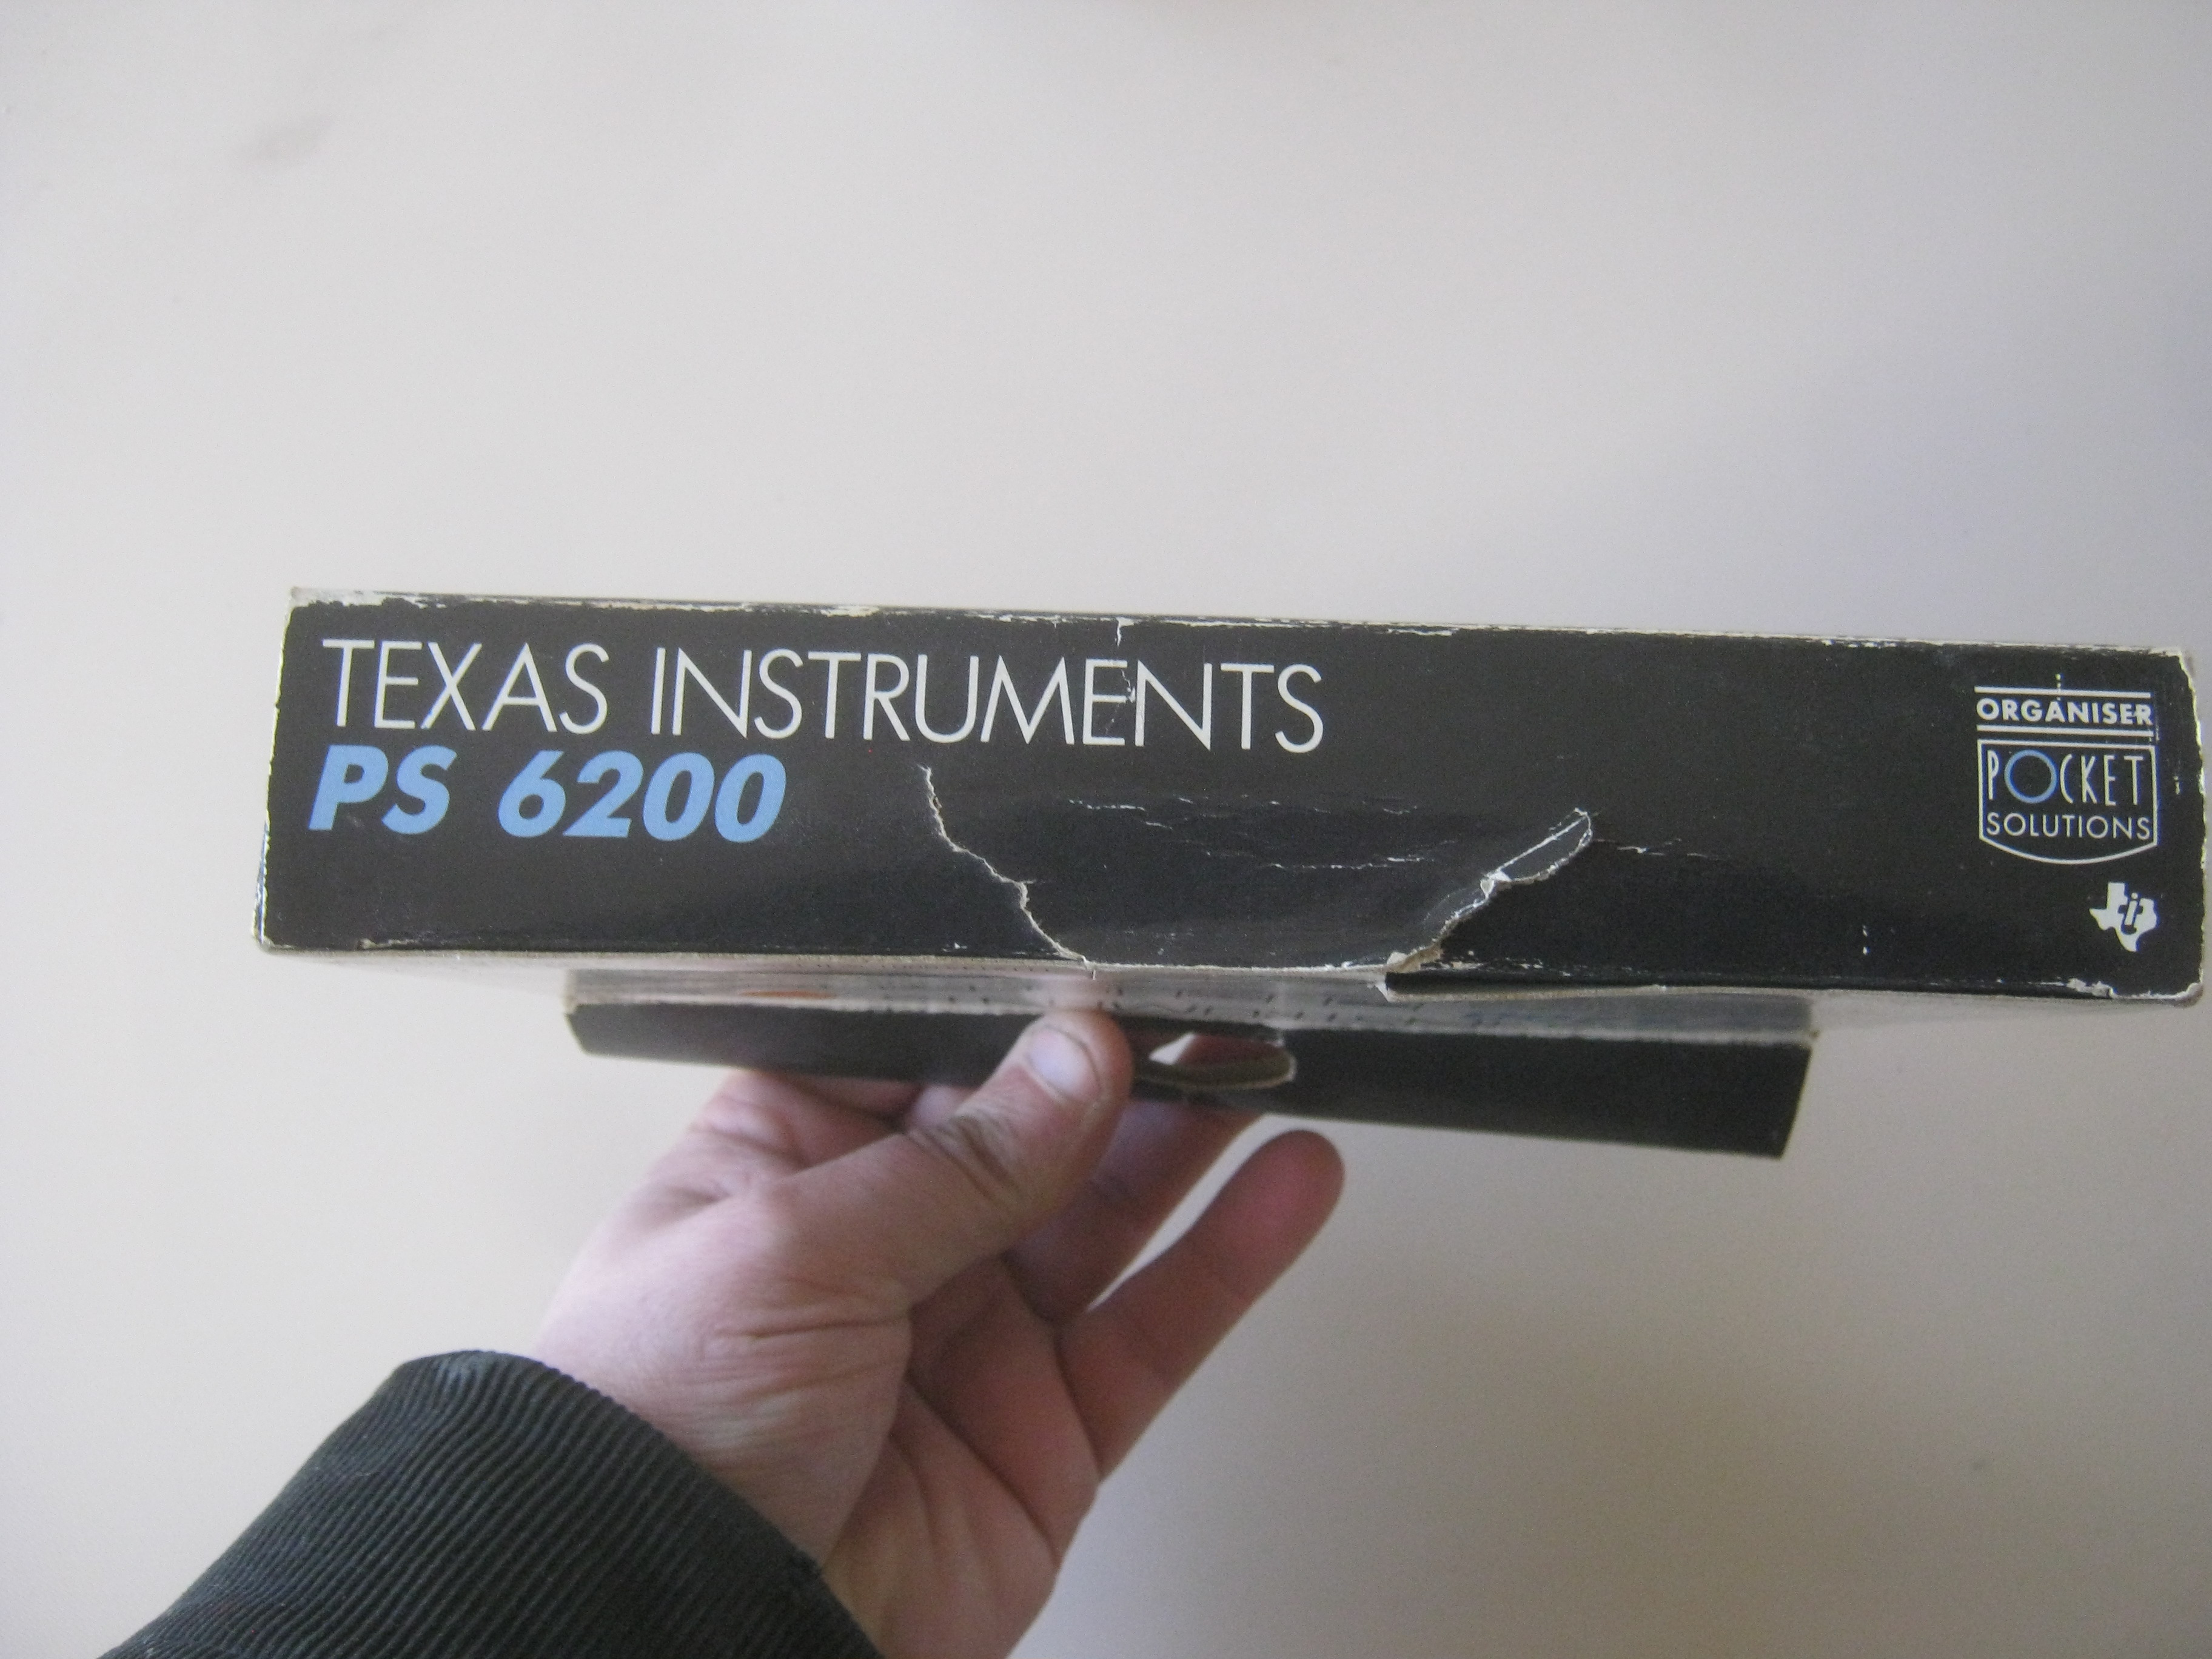 TEXAS INSTRUMENTS
PS 6200
ORGANISER
POCKET
SOLUTIONS